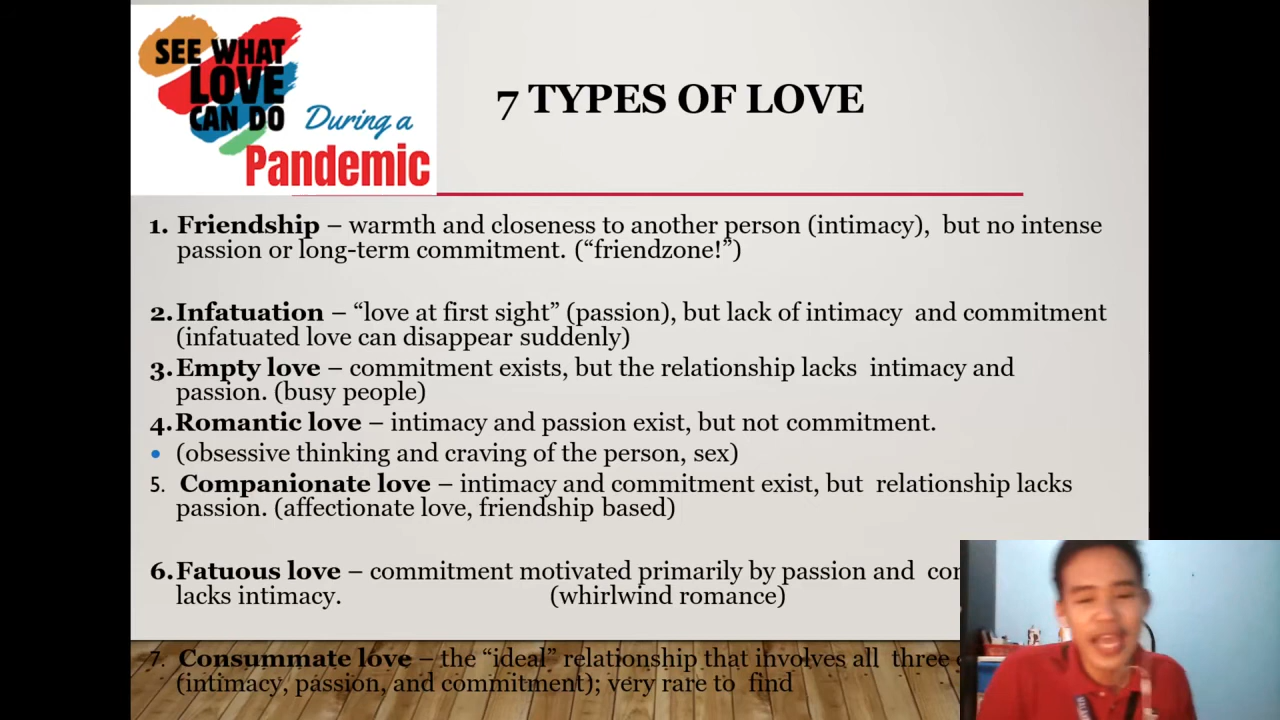 SEE WHAT
LOVE
CAN DO
During a
Pandemic
7 TYPES OF LOVE
1. Friendship – warmth and closeness to another person (intimacy), but no intense
passion or long-term commitment. (“friendzone!”)
2. Infatuation – “love at first sight” (passion), but lack of intimacy and commitment
(infatuated love can disappear suddenly)
3. Empty love – commitment exists, but the relationship lacks intimacy and
passion. (busy people)
4. Romantic love – intimacy and passion exist, but not commitment.
• (obsessive thinking and craving of the person, sex)
5. Companionate love – intimacy and commitment exist, but relationship lacks
passion. (affectionate love, friendship based)
6. Fatuous love – commitment motivated primarily by passion and
lacks intimacy. (whirlwind romance)
7. Consummate love – the “ideal” relationship that involves all three
(intimacy, passion, and commitment); very rare to find